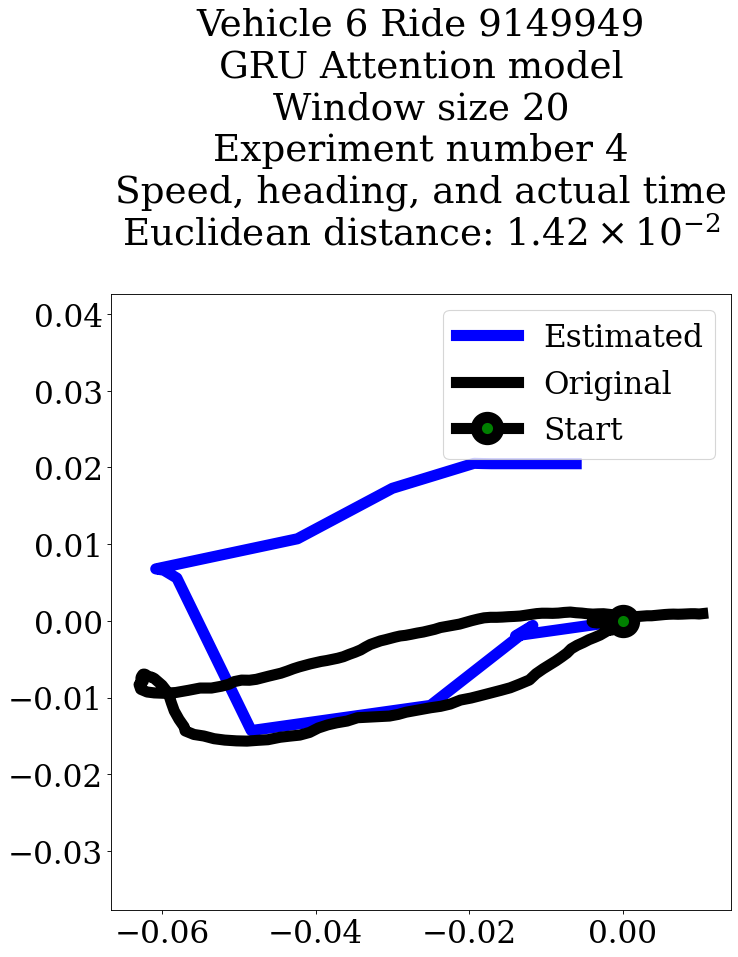 Vehicle 6 Ride 9149949
GRU Attention model
Window size 20
Experiment number 4
Speed, heading, and actual time
Euclidean distance: 1.42 × 10⁻²
Estimated
Original
Start
0.04
0.03
0.02
0.01
0.00
−0.01
−0.02
−0.03
−0.06
−0.04
−0.02
0.00